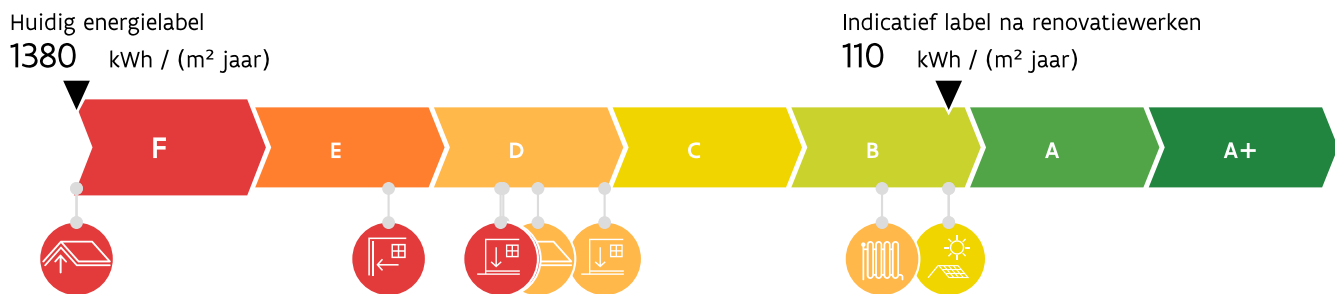 Huidig energielabel
1380 kWh / (m² jaar)
Indicatief label na renovatiewerken
110 kWh / (m² jaar)
F E D C B A A+